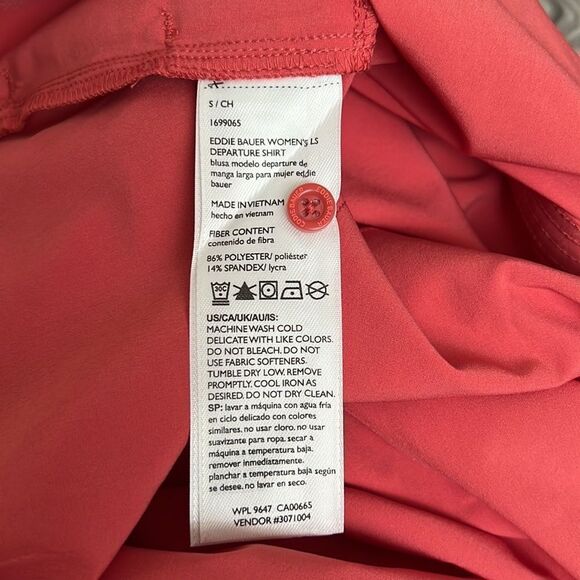 S / CH
1699065
EDDIE BAUER WOMEN's LS
DEPARTURE SHIRT
blusa modelo departure de
manga larga para mujer eddie
bauer
MADE IN VIETNAM
hecho en vietnam
EDDIE BAUER
EDDIE BAUER
FIBER CONTENT
contenido de fibra
86% POLYESTER/ poliéster
14% SPANDEX/ lycra
30C
US/CA/UK/AU/IS:
MACHINE WASH COLD
DELICATE WITH LIKE COLORS.
DO NOT BLEACH. DO NOT
USE FABRIC SOFTENERS.
TUMBLE DRY LOW. REMOVE
PROMPTLY. COOL IRON AS
DESIRED. DO NOT DRY CLEAN.
SP: lavar a máquina con agua fría
en ciclo delicado con colores
similares. no usar cloro. no usar
suavizante para ropa. secar a
máquina a temperatura baja.
remover inmediatamente.
planchar a temperatura baja según
se desee. no lavar en seco.
WPL 9647 CA00665
VENDOR #3071004